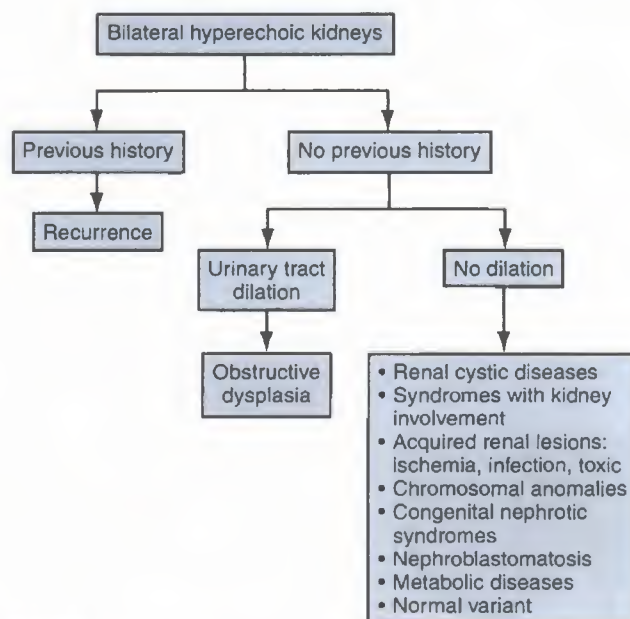 Bilateral hyperechoic kidneys
Previous history
No previous history
Recurrence
Urinary tract
dilation
No dilation
Obstructive
dysplasia
• Renal cystic diseases
• Syndromes with kidney
involvement
• Acquired renal lesions:
ischemia, infection, toxic
• Chromosomal anomalies
• Congenital nephrotic
syndromes
• Nephroblastomatosis
• Metabolic diseases
• Normal variant